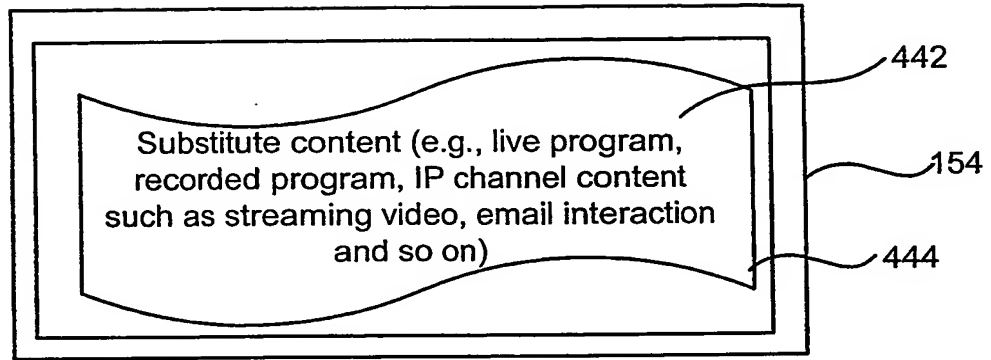 442
Substitute content (e.g., live program,
recorded program, IP channel content
such as streaming video, email interaction
and so on)
154
444